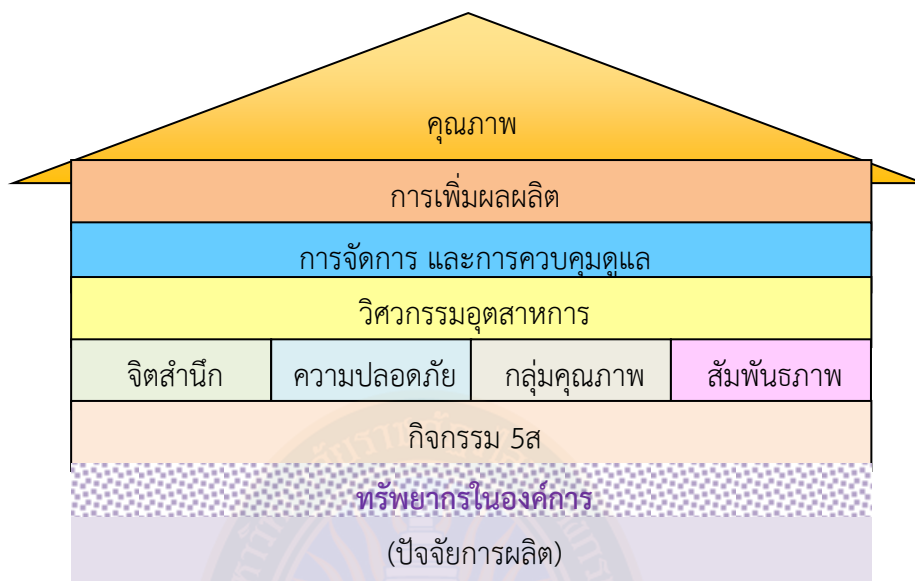 คุณภาพ
การเพิ่มผลผลิต
การจัดการ และการควบคุมดูแล
วิศวกรรมอุตสาหการ
จิตสำนึก
ความปลอดภัย
กลุ่มคุณภาพ
สัมพันธภาพ
กิจกรรม 5ส
ทรัพยากรในองค์การ
(ปัจจัยการผลิต)